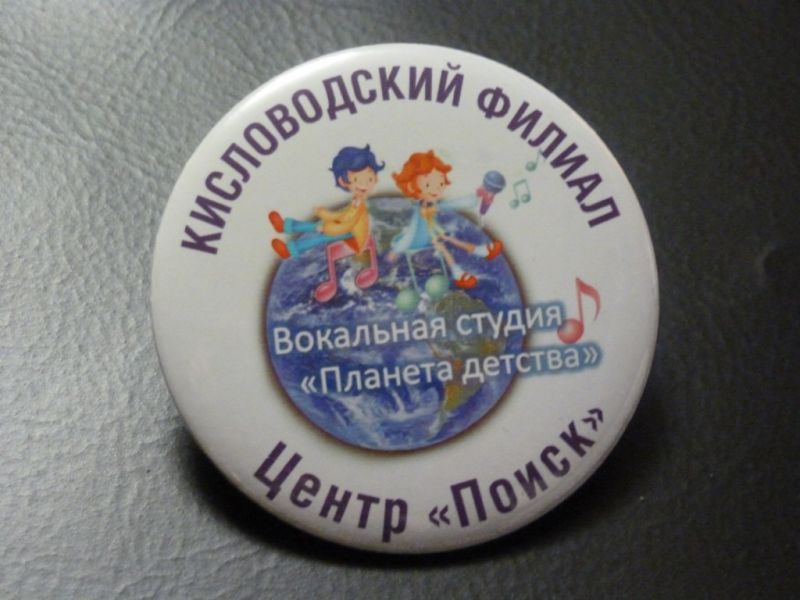 КИСЛОВОДСКИЙ ФИЛИАЛ
Вокальная студия
«Планета детства»
Центр «Поиск»